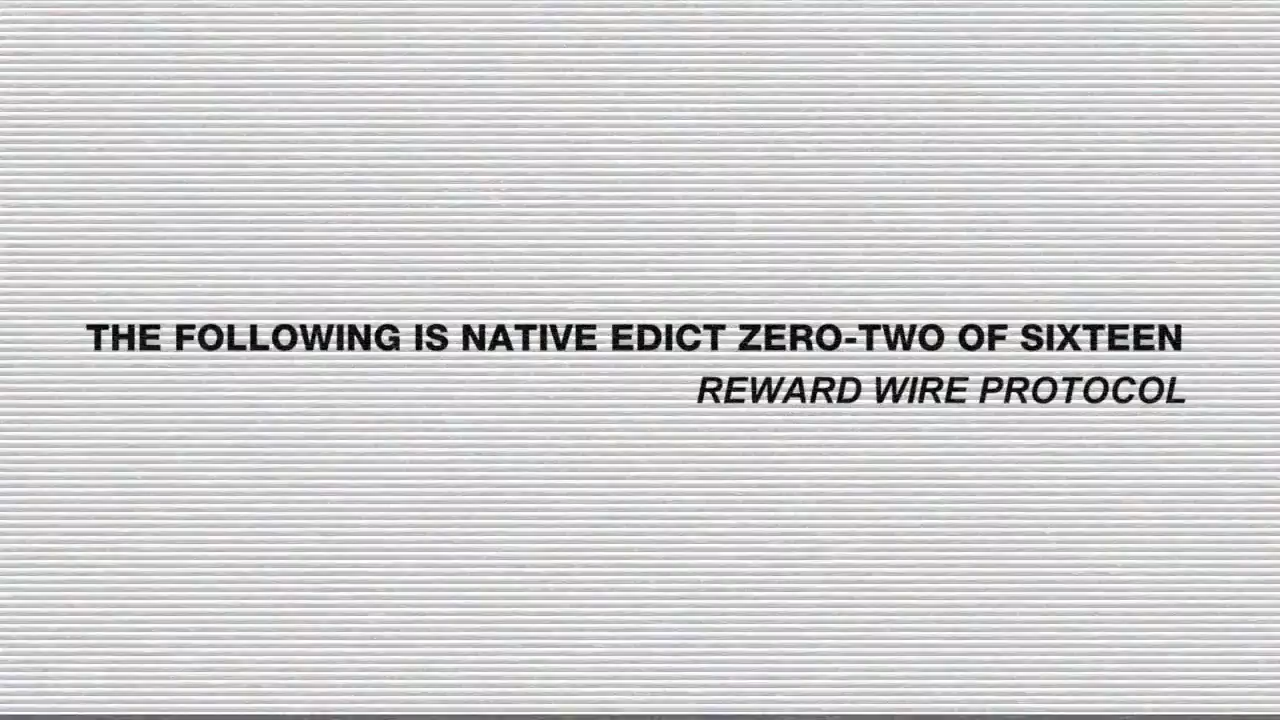 THE FOLLOWING IS NATIVE EDICT ZERO-TWO OF SIXTEEN
REWARD WIRE PROTOCOL